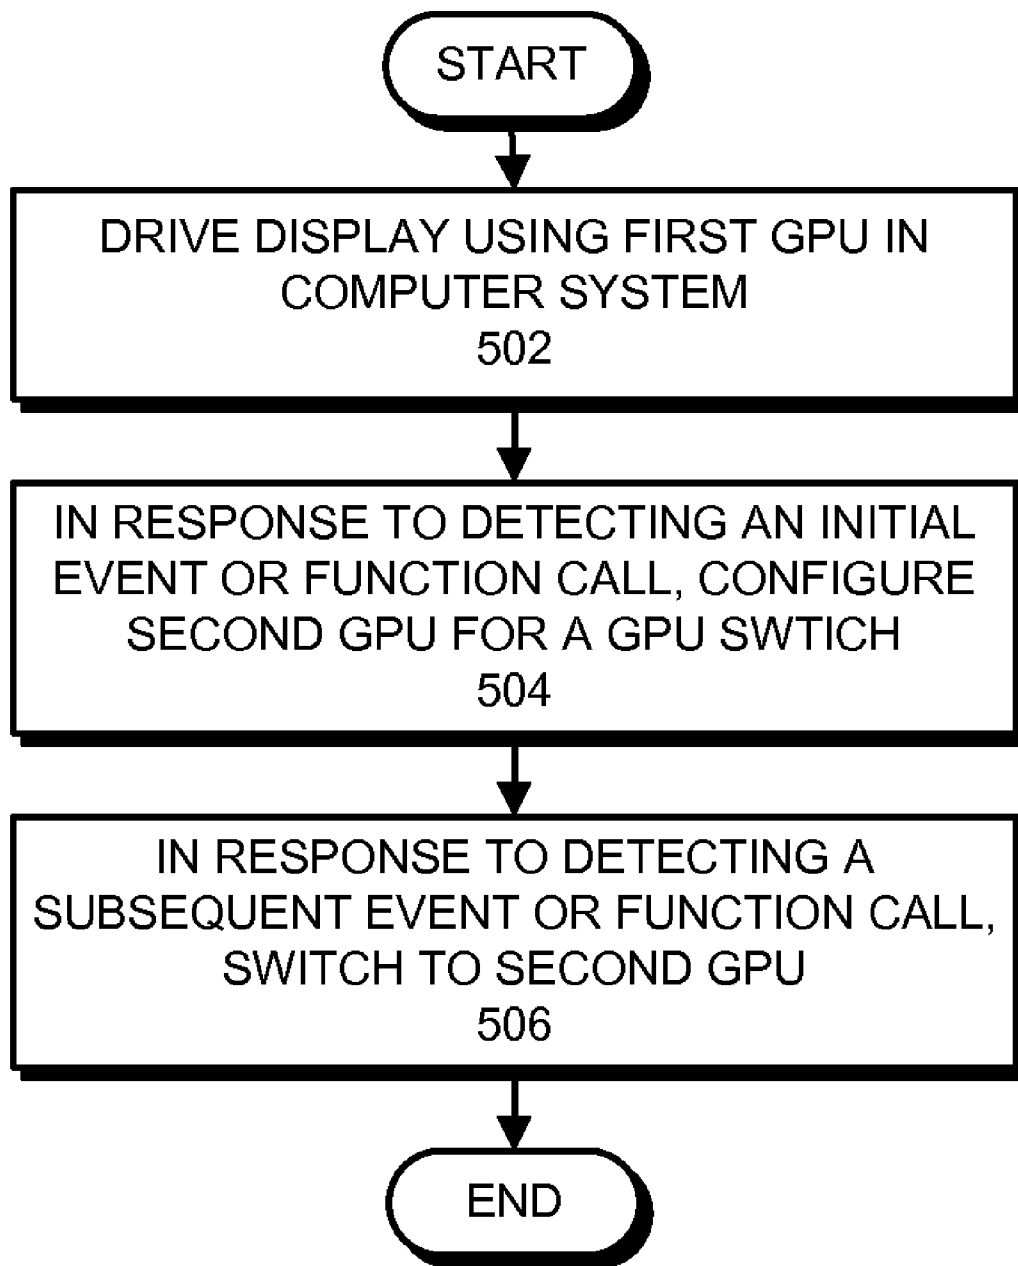 START
DRIVE DISPLAY USING FIRST GPU IN
COMPUTER SYSTEM
502
IN RESPONSE TO DETECTING AN INITIAL
EVENT OR FUNCTION CALL, CONFIGURE
SECOND GPU FOR A GPU SWTICH
504
IN RESPONSE TO DETECTING A
SUBSEQUENT EVENT OR FUNCTION CALL,
SWITCH TO SECOND GPU
506
END